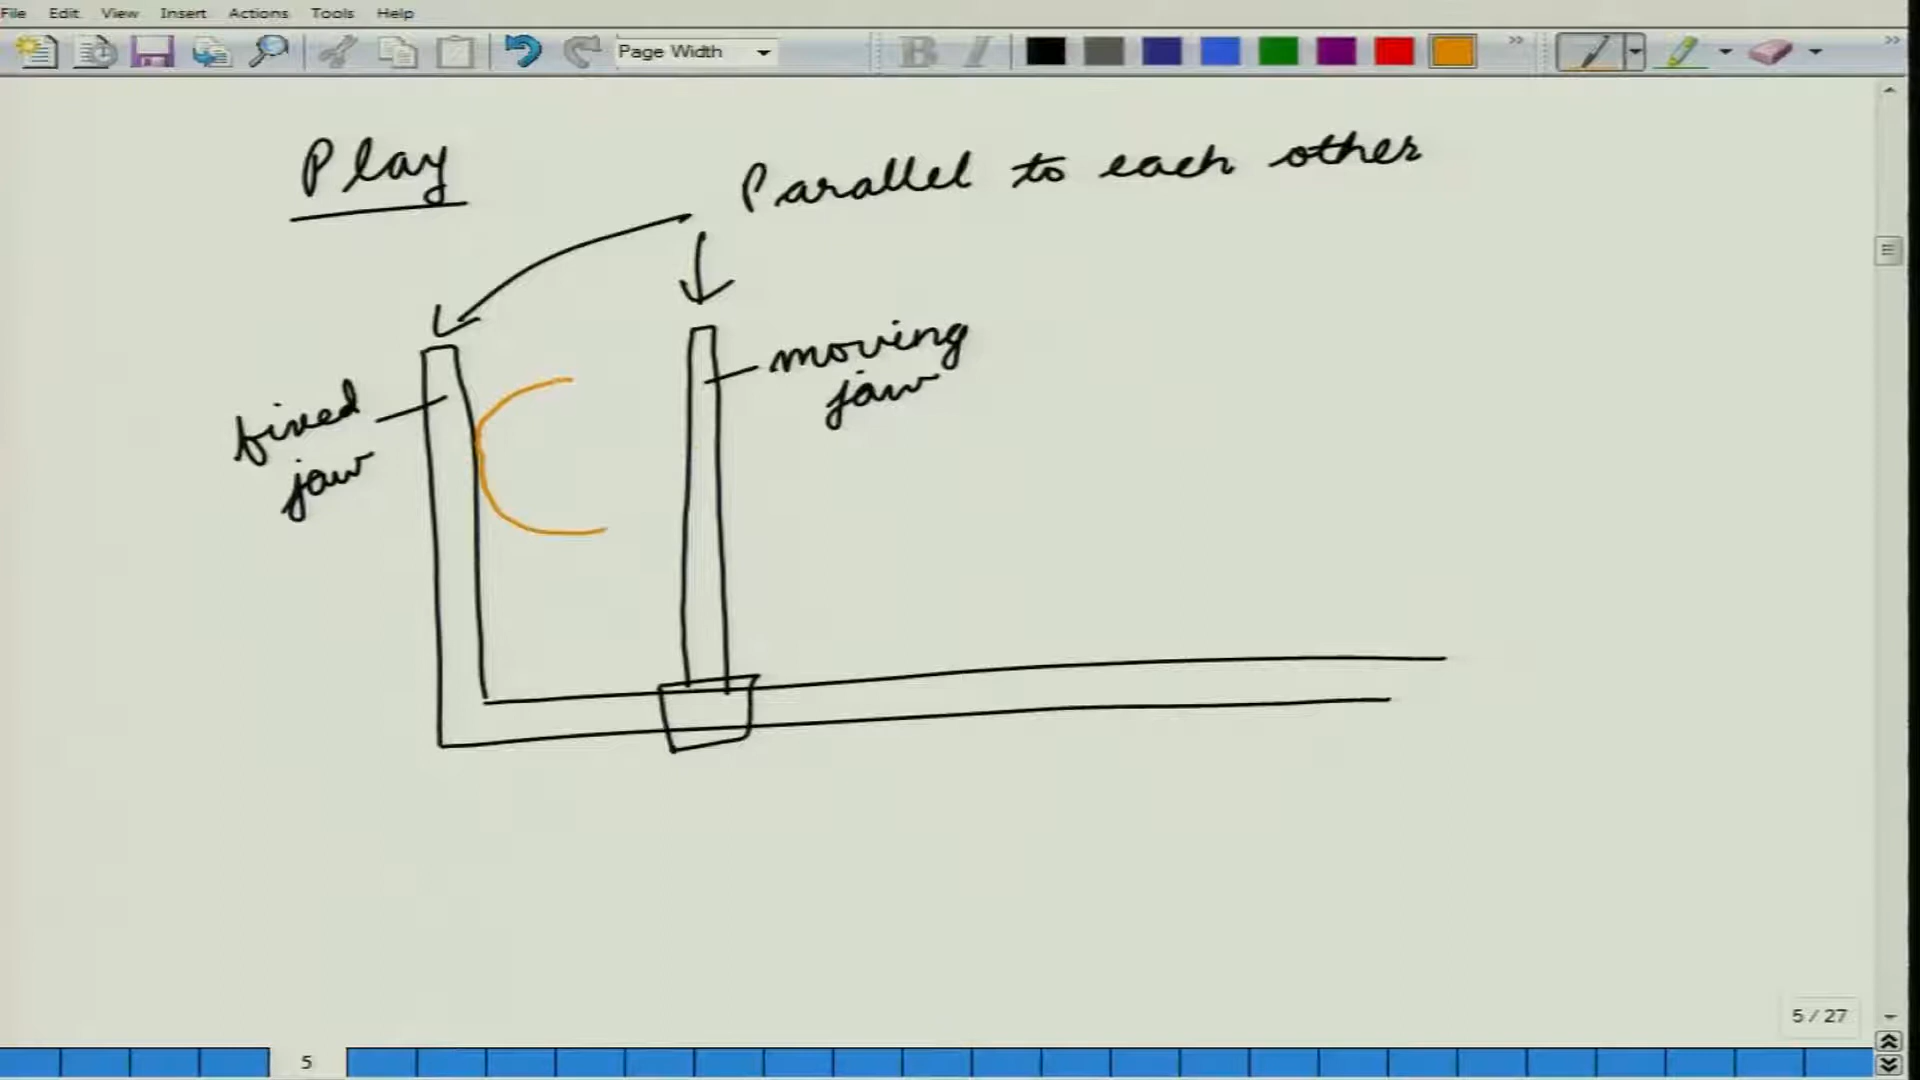 File Edit View Insert Actions Tools Help
Page Width
B I
Play
Parallel to each other
moving
jaw
fixed
jaw
5 / 27
5